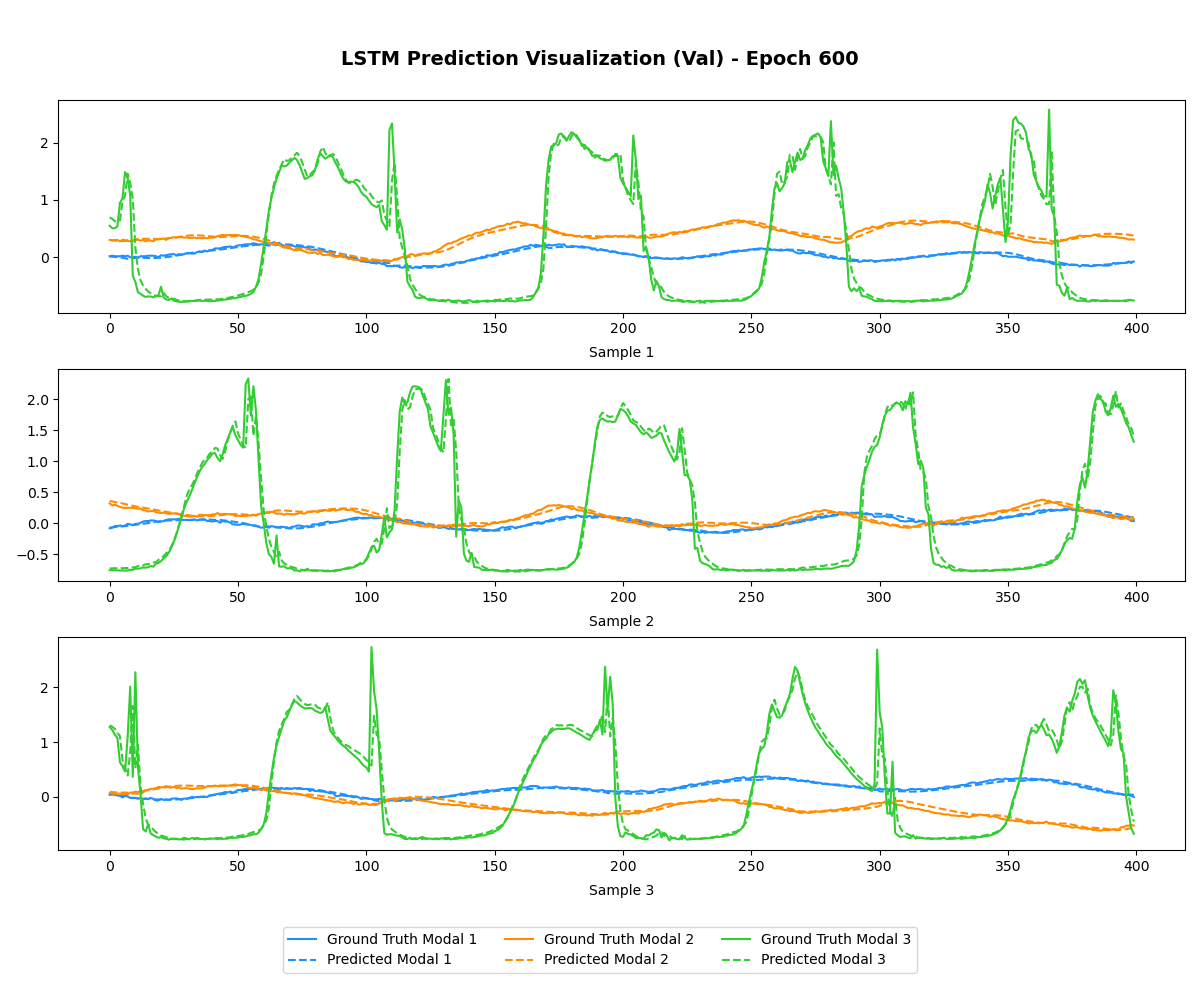 LSTM Prediction Visualization (Val) - Epoch 600
2
1
0
0 50 100 150 200 250 300 350 400
Sample 1
2.0
1.5
1.0
0.5
0.0
−0.5
0 50 100 150 200 250 300 350 400
Sample 2
2
1
0
0 50 100 150 200 250 300 350 400
Sample 3
Ground Truth Modal 1 Ground Truth Modal 2 Ground Truth Modal 3
Predicted Modal 1 Predicted Modal 2 Predicted Modal 3